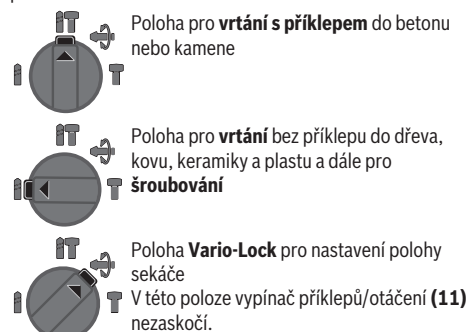 Poloha pro vrtání s příklepem do betonu
nebo kamene
Poloha pro vrtání bez příklepu do dřeva,
kovu, keramiky a plastu a dále pro
šroubování
Poloha Vario-Lock pro nastavení polohy
sekáče
V této poloze vypínač příklepů/otáčení (11)
nezaskočí.